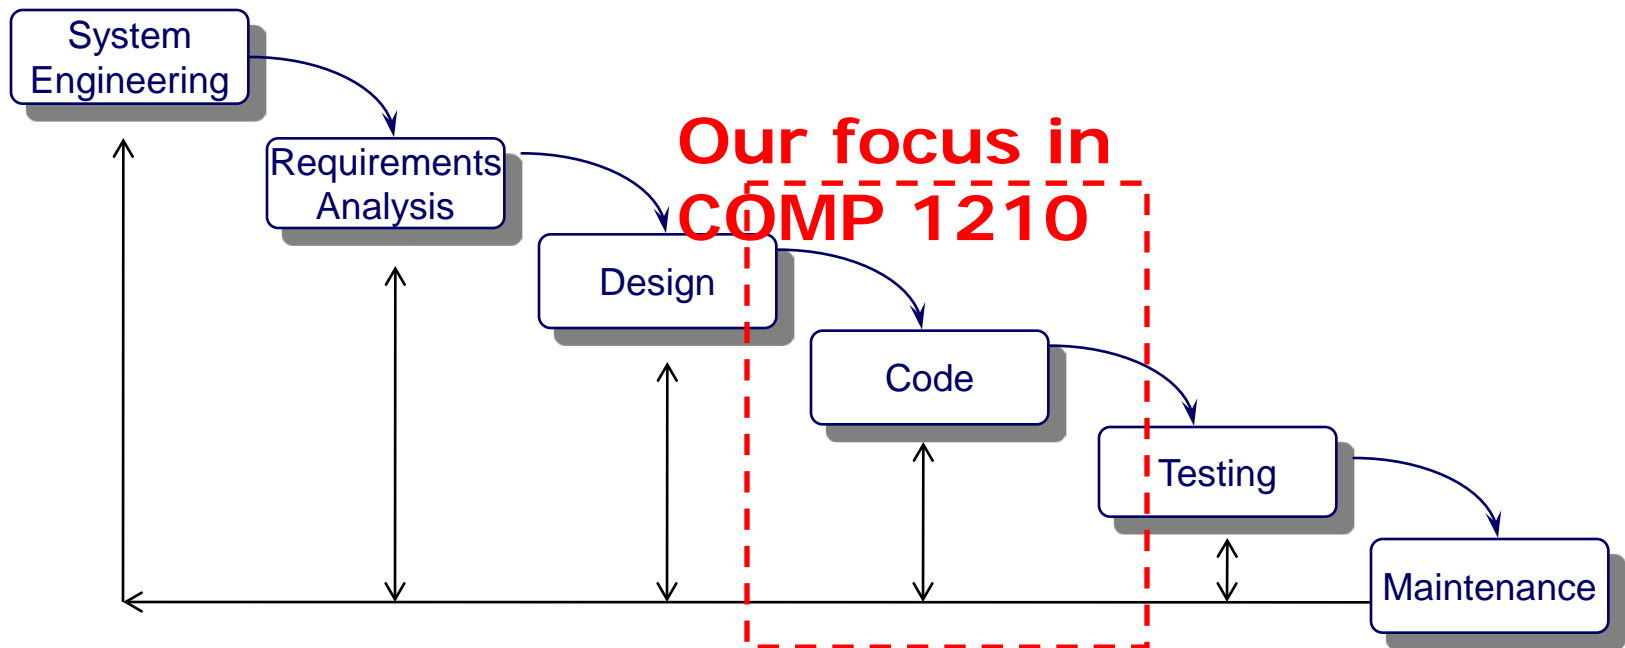 System
Engineering
Our focus in
COMP 1210
Requirements
Analysis
Design
Code
Testing
Maintenance